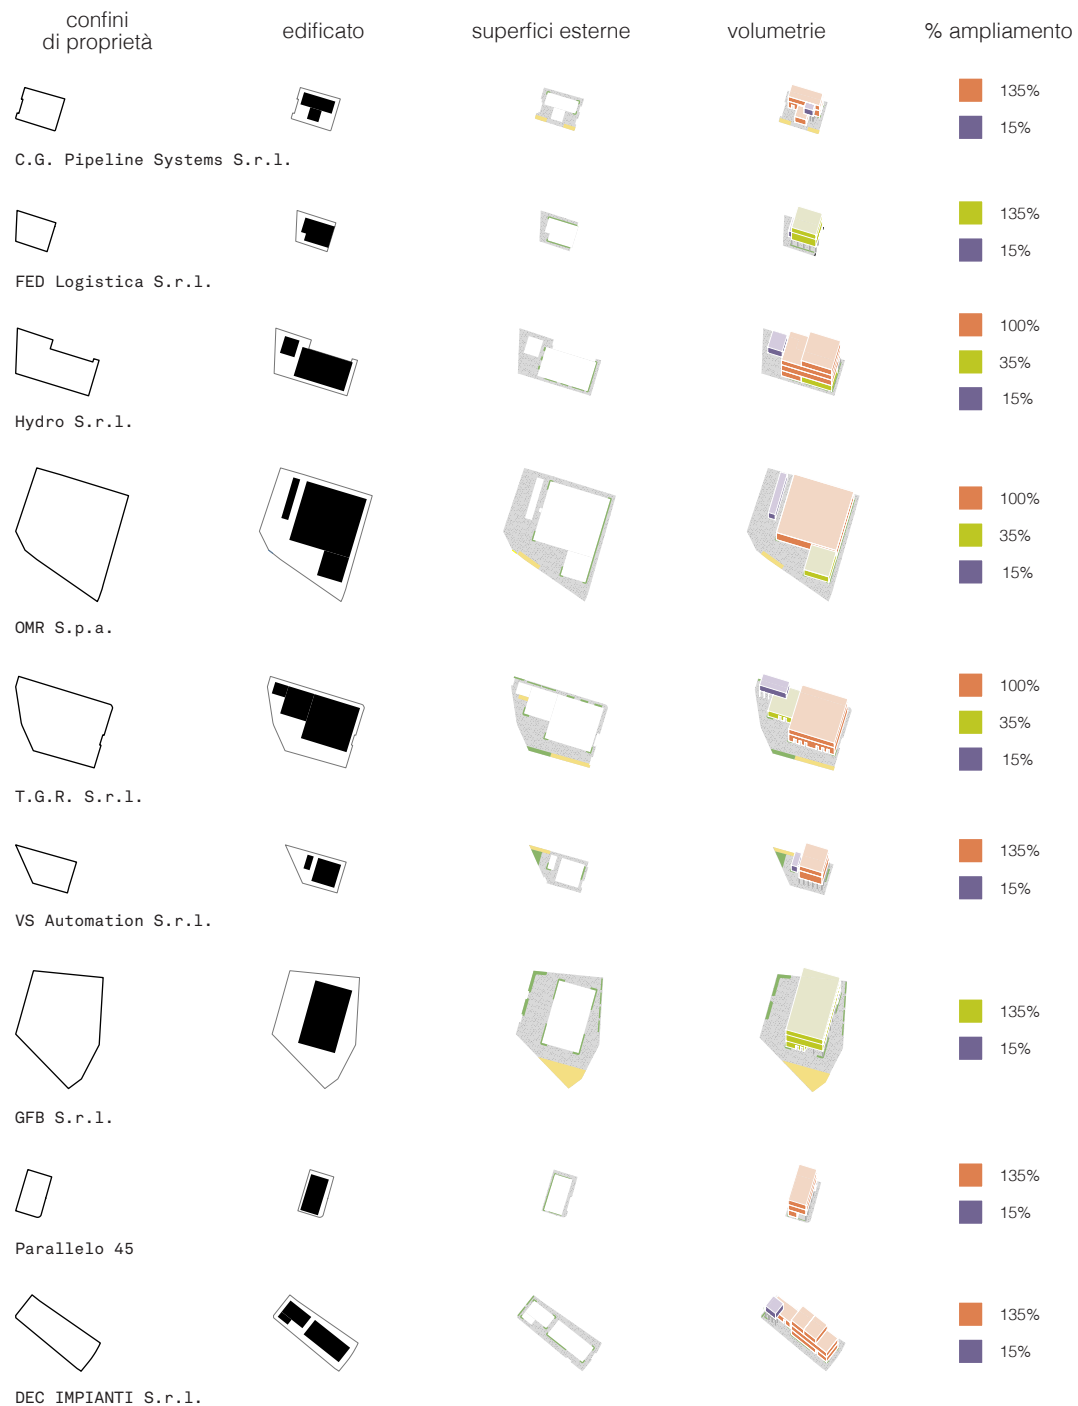 confini
di proprietà
edificato
superfici esterne
volumetrie
% ampliamento
135%
15%
C.G. Pipeline Systems S.r.l.
135%
15%
FED Logistica S.r.l.
100%
35%
15%
Hydro S.r.l.
100%
35%
15%
OMR S.p.a.
100%
35%
15%
T.G.R. S.r.l.
135%
15%
VS Automation S.r.l.
135%
15%
GFB S.r.l.
135%
15%
Parallelo 45
135%
15%
DEC IMPIANTI S.r.l.